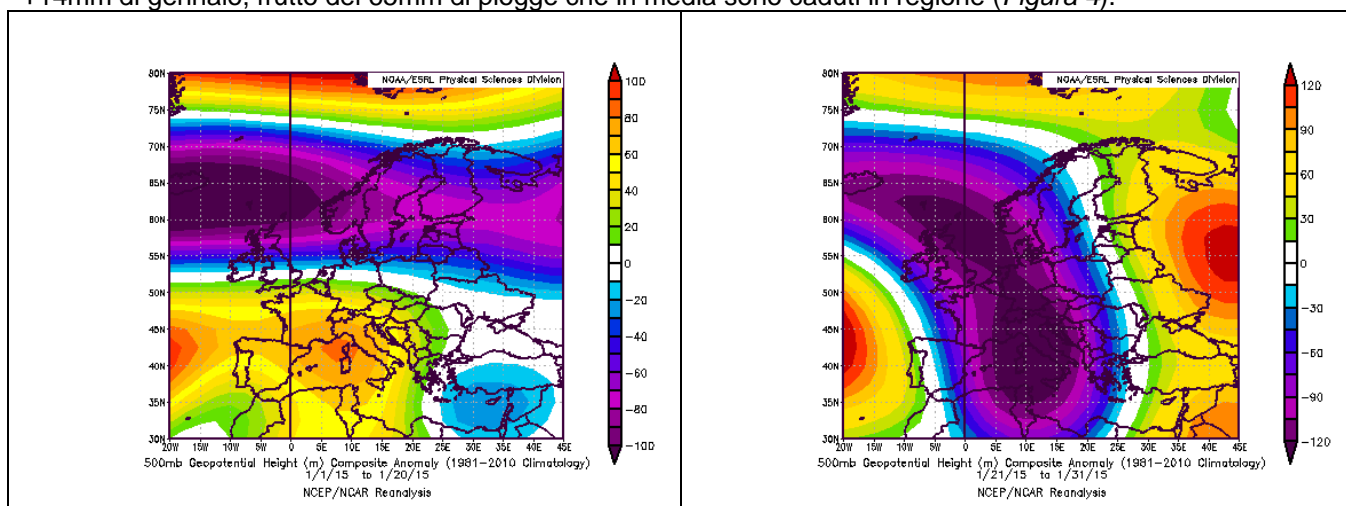 di gennaio, frutto dei di piogge che in media sono caduti in regione (Figura 4).
NOAA/ESRL Physical Sciences Division
80N
75N
70N
65N
60N
55N
50N
45N
40N
35N
30N
20W 15W 10W 5W 0 5E 10E 15E 20E 25E 30E 35E 40E 45E
100
80
60
40
20
0
-20
-40
-60
-80
-100
500mb Geopotential Height (m) Composite Anomaly (1981-2010 Climatology)
1/1/15 to 1/20/15
NCEP/NCAR Reanalysis
NOAA/ESRL Physical Sciences Division
80N
75N
70N
65N
60N
55N
50N
45N
40N
35N
30N
20W 15W 10W 5W 0 5E 10E 15E 20E 25E 30E 35E 40E 45E
120
90
60
30
0
-30
-60
-90
-120
500mb Geopotential Height (m) Composite Anomaly (1981-2010 Climatology)
1/21/15 to 1/31/15
NCEP/NCAR Reanalysis